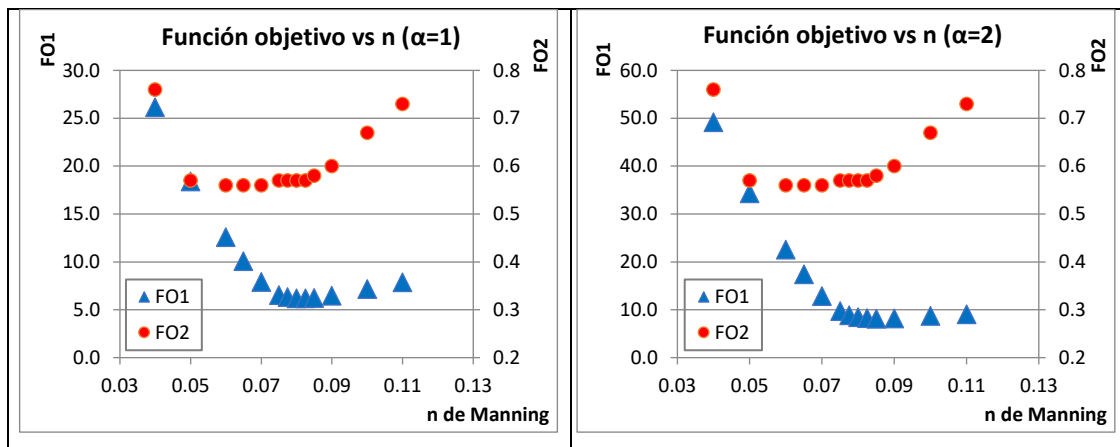 Función objetivo vs n (α=1)
FO1
FO2
30.0
25.0
20.0
15.0
10.0
5.0
0.0
0.8
0.7
0.6
0.5
0.4
0.3
0.2
FO1
FO2
0.03 0.05 0.07 0.09 0.11 0.13
n de Manning
Función objetivo vs n (α=2)
FO1
FO2
60.0
50.0
40.0
30.0
20.0
10.0
0.0
0.8
0.7
0.6
0.5
0.4
0.3
0.2
FO1
FO2
0.03 0.05 0.07 0.09 0.11 0.13
n de Manning